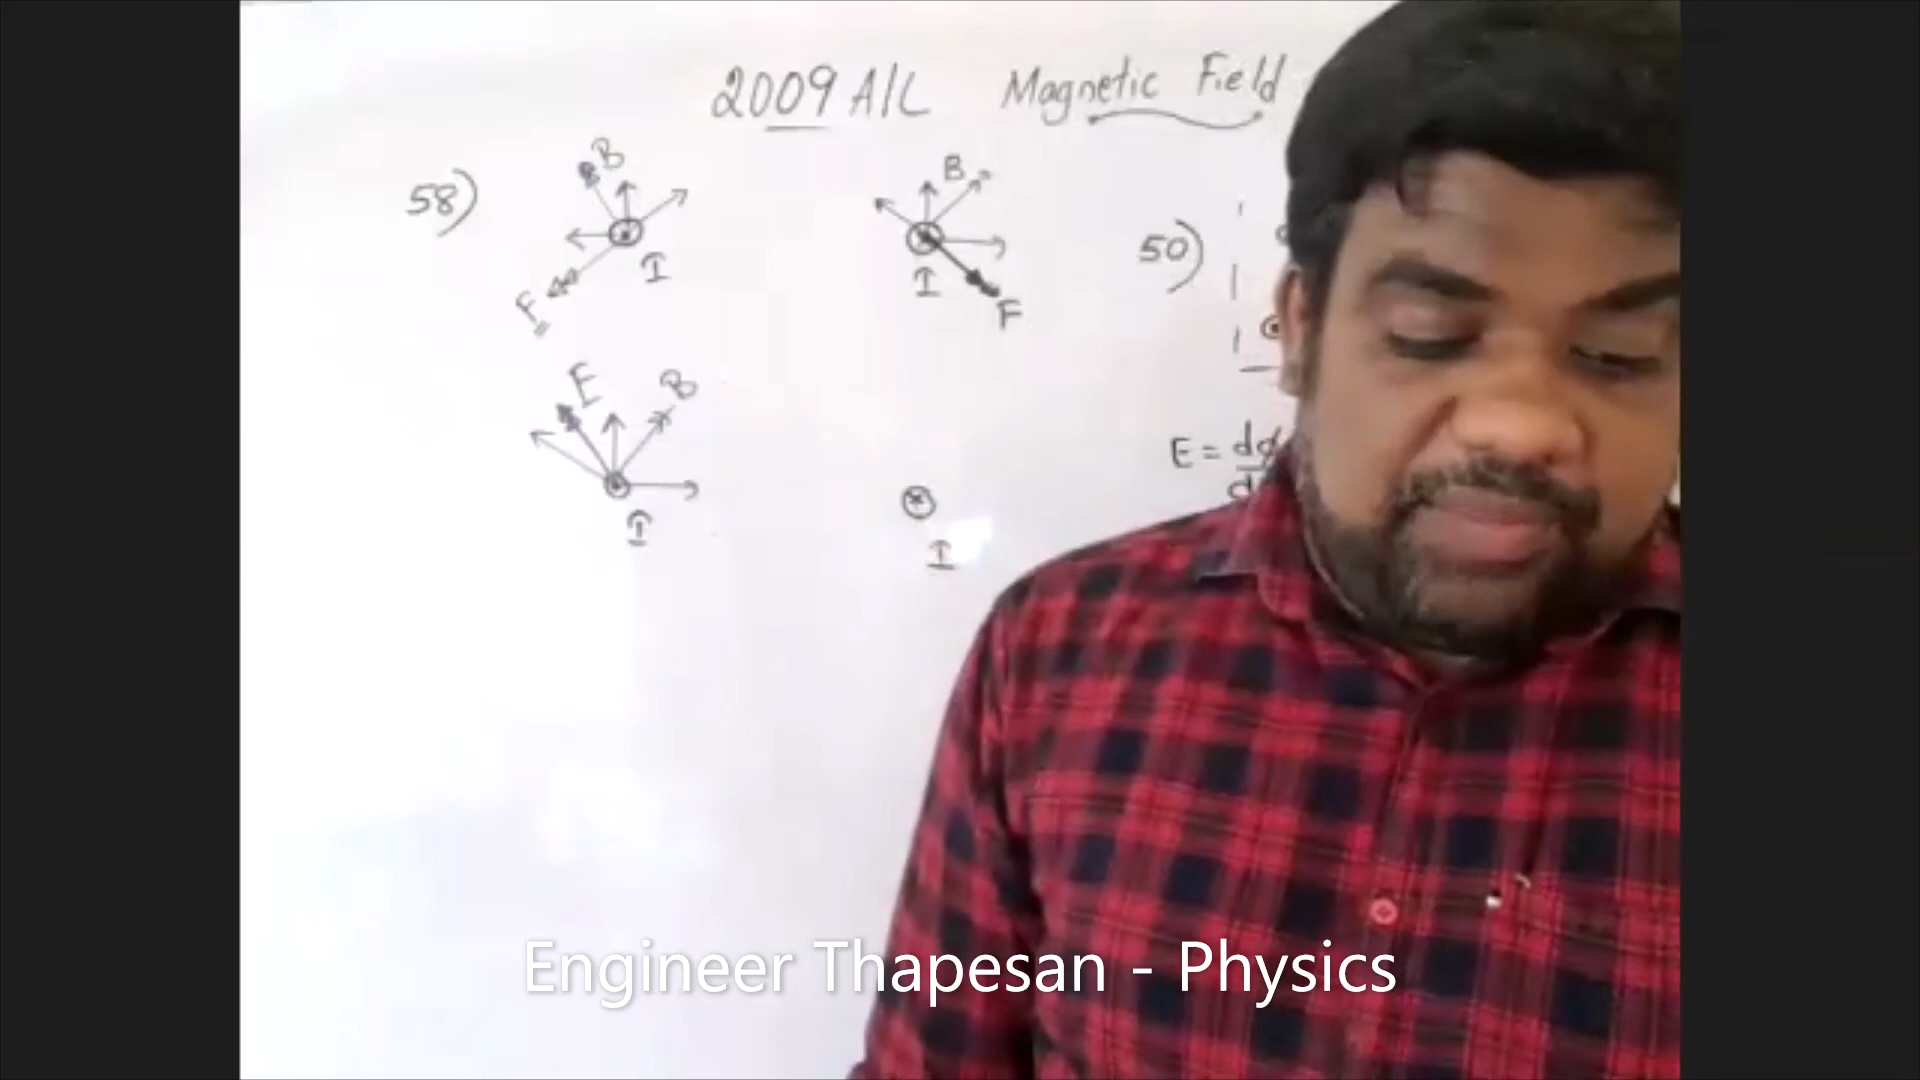 2009 A/L Magnetic Field
58)
B
I
F
B
I
F
50)
E
B
I
I
E = dφ
d
Engineer Thapesan - Physics